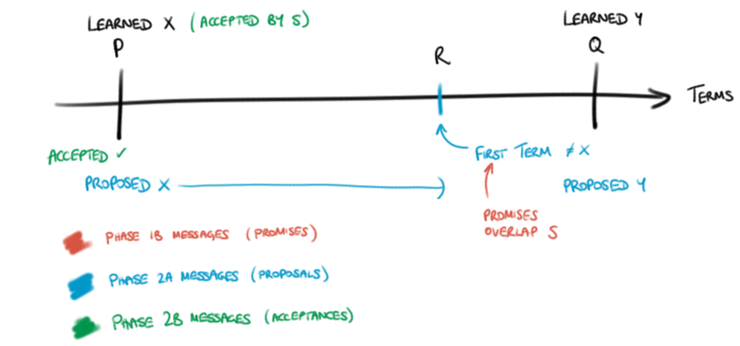 LEARNED X (ACCEPTED BY S)
P
LEARNED Y
Q
R
TERMS
ACCEPTED ✓
FIRST TERM ≠ X
PROPOSED X
PROPOSED Y
PROMISES
OVERLAP S
PHASE 1B MESSAGES (PROMISES)
PHASE 2A MESSAGES (PROPOSALS)
PHASE 2B MESSAGES (ACCEPTANCES)